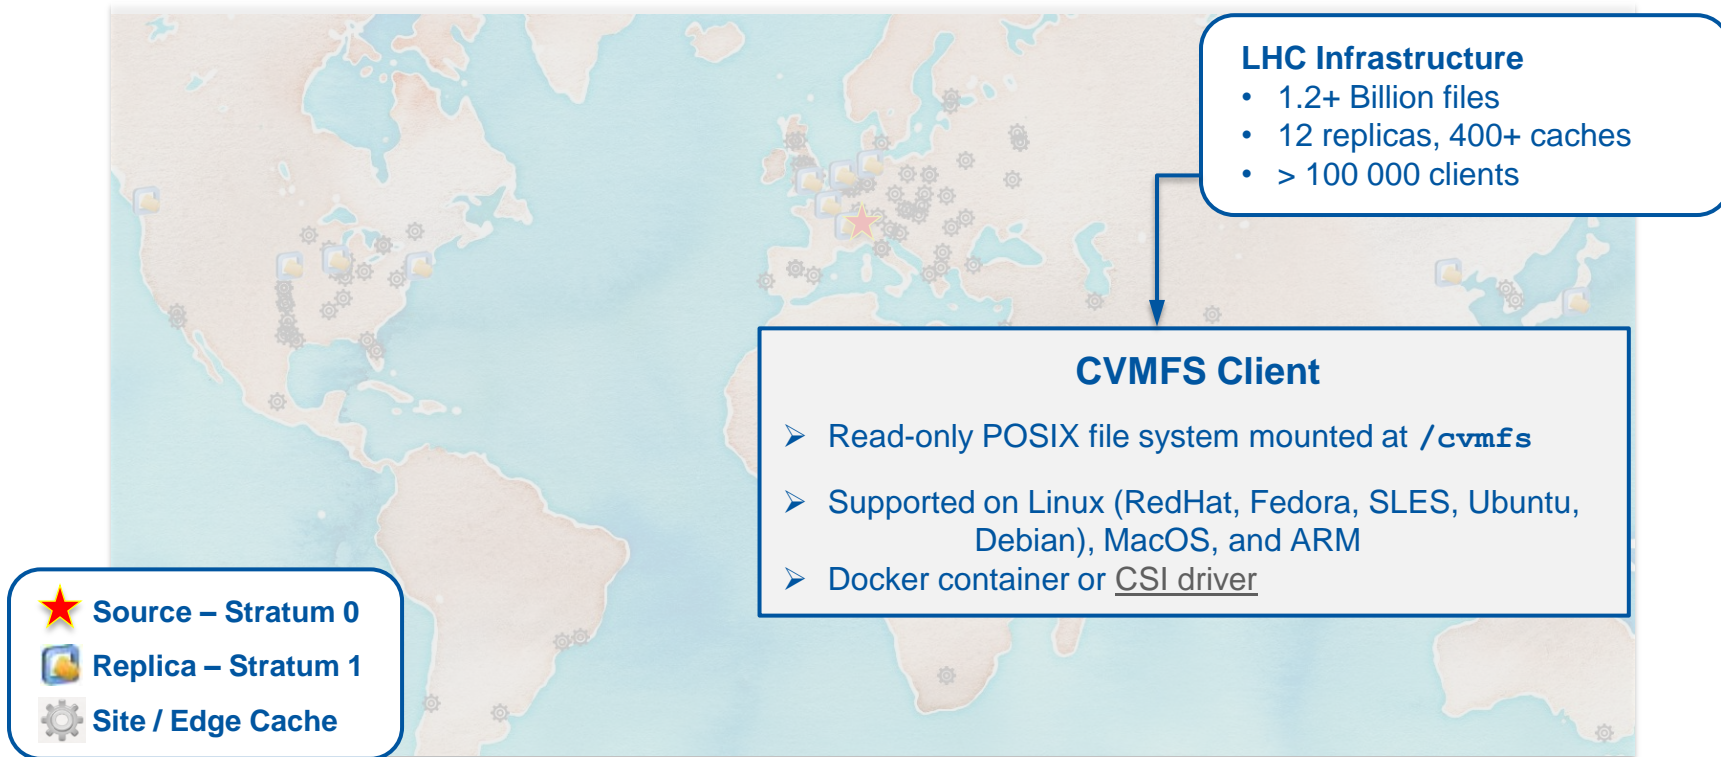 LHC Infrastructure
• 1.2+ Billion files
• 12 replicas, 400+ caches
• > 100 000 clients
CVMFS Client
➢ Read-only POSIX file system mounted at /cvmfs
➢ Supported on Linux (RedHat, Fedora, SLES, Ubuntu,
Debian), MacOS, and ARM
➢ Docker container or CSI driver
Source – Stratum 0
Replica – Stratum 1
Site / Edge Cache